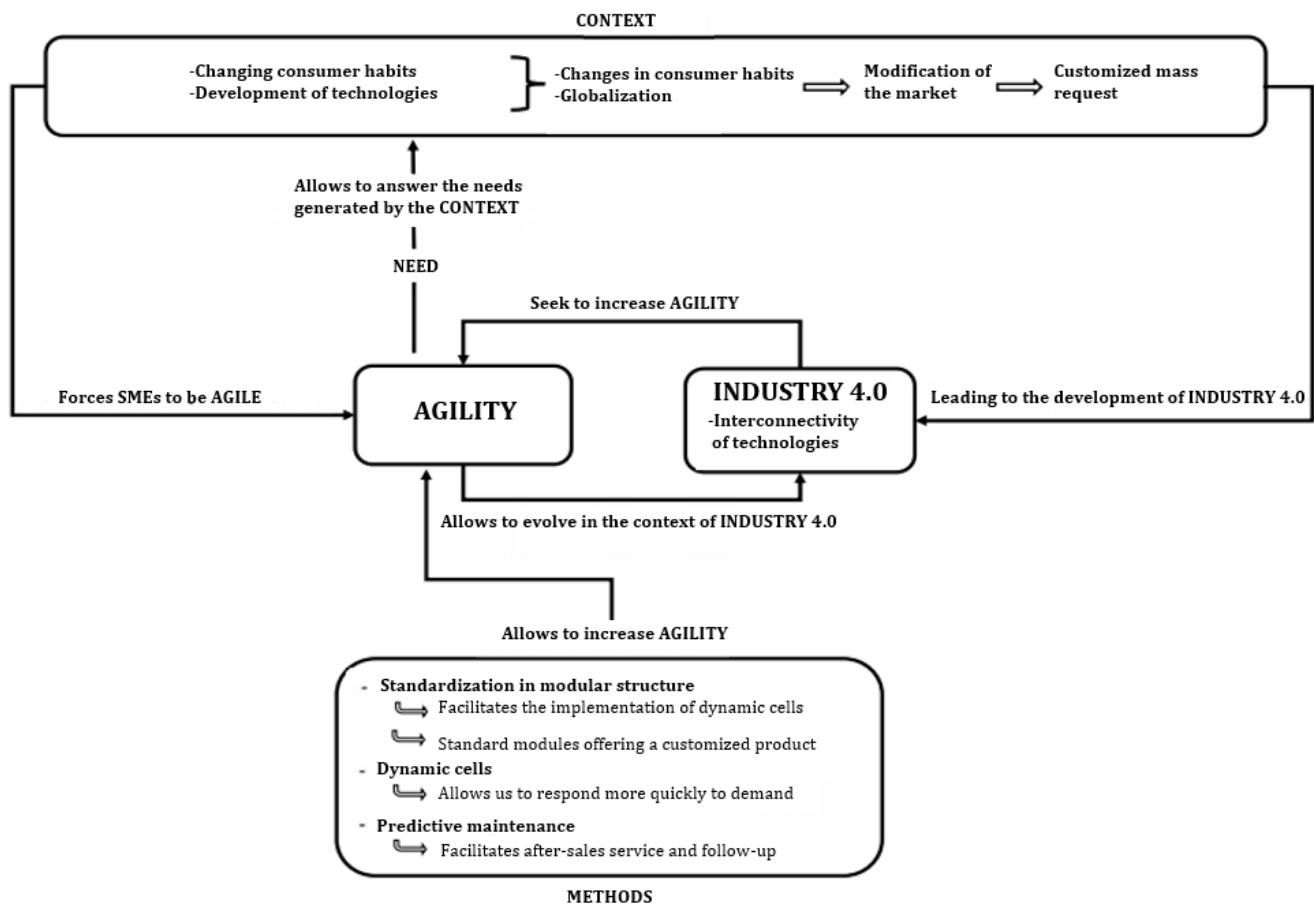 CONTEXT
-Changing consumer habits
-Development of technologies
-Changes in consumer habits
-Globalization
Modification of
the market
Customized mass
request
Allows to answer the needs
generated by the CONTEXT
NEED
Seek to increase AGILITY
Forces SMEs to be AGILE
AGILITY
INDUSTRY 4.0
-Interconnectivity
of technologies
Leading to the development of INDUSTRY 4.0
Allows to evolve in the context of INDUSTRY 4.0
Allows to increase AGILITY
- Standardization in modular structure
Facilitates the implementation of dynamic cells
Standard modules offering a customized product
- Dynamic cells
Allows us to respond more quickly to demand
- Predictive maintenance
Facilitates after-sales service and follow-up
METHODS